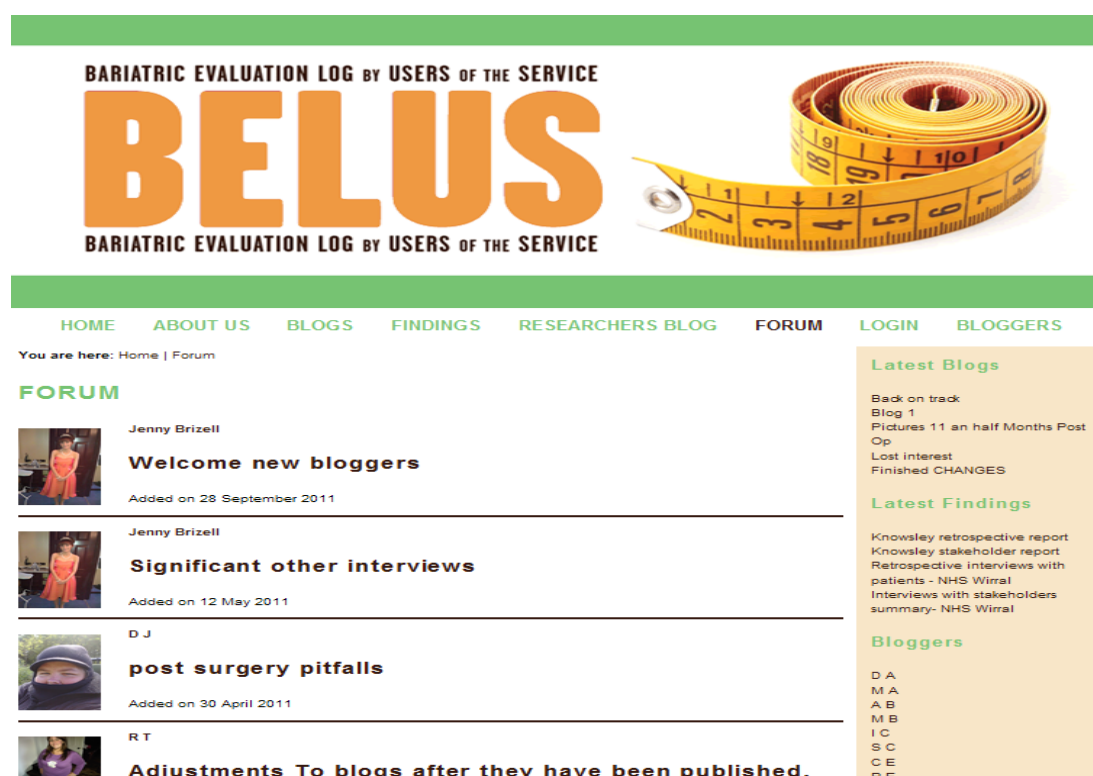 BARIATRIC EVALUATION LOG BY USERS OF THE SERVICE
BELUS
BARIATRIC EVALUATION LOG BY USERS OF THE SERVICE
HOME ABOUT US BLOGS FINDINGS RESEARCHERS BLOG FORUM LOGIN BLOGGERS
You are here: Home | Forum
FORUM
Jenny Brizell
Welcome new bloggers
Added on 28 September 2011
Jenny Brizell
Significant other interviews
Added on 12 May 2011
D J
post surgery pitfalls
Added on 30 April 2011
R T
Adjustments To blogs after they have been published.
Latest Blogs
Back on track
Blog 1
Pictures 11 an half Months Post
Op
Lost interest
Finished CHANGES
Latest Findings
Knowsley retrospective report
Knowsley stakeholder report
Retrospective interviews with
patients - NHS Wirral
Interviews with stakeholders
summary- NHS Wirral
Bloggers
D A
M A
A B
M B
I C
S C
C E